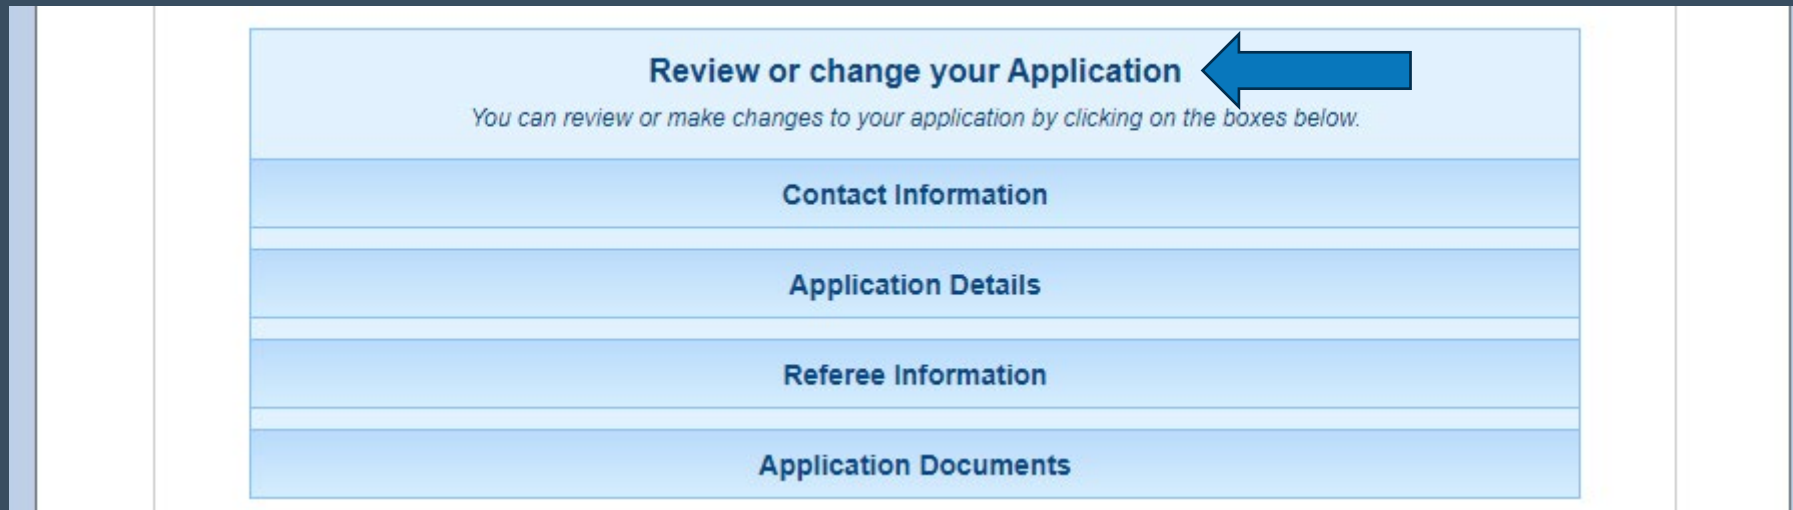 Review or change your Application
You can review or make changes to your application by clicking on the boxes below.
Contact Information
Application Details
Referee Information
Application Documents